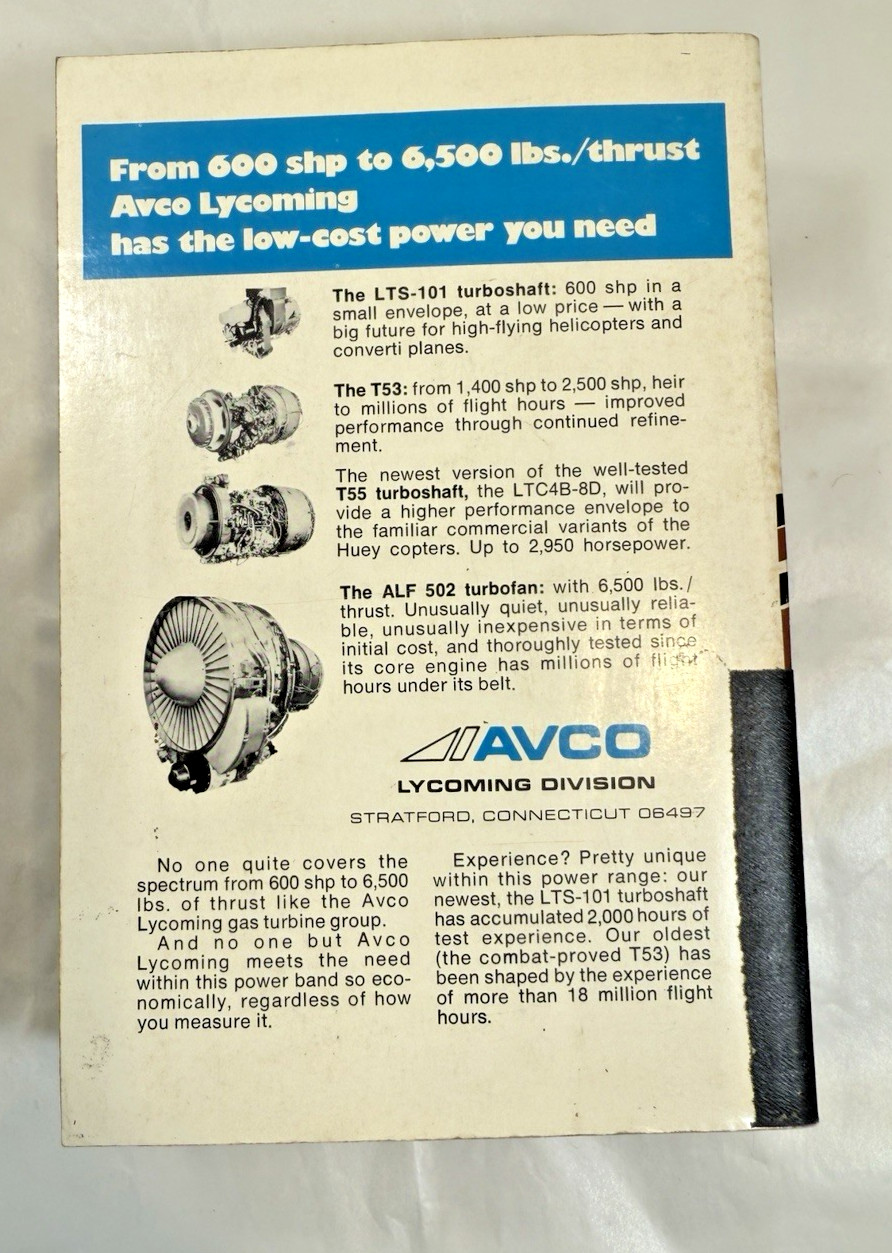 From 600 shp to 6,500 lbs./thrust
Avco Lycoming
has the low-cost power you need
The LTS-101 turboshaft: 600 shp in a
small envelope, at a low price — with a
big future for high-flying helicopters and
converti planes.
The T53: from 1,400 shp to 2,500 shp, heir
to millions of flight hours — improved
performance through continued refine-
ment.
The newest version of the well-tested
T55 turboshaft, the LTC4B-8D, will pro-
vide a higher performance envelope to
the familiar commercial variants of the
Huey copters. Up to 2,950 horsepower.
The ALF 502 turbofan: with 6,500 lbs./
thrust. Unusually quiet, unusually relia-
ble, unusually inexpensive in terms of
initial cost, and thoroughly tested since
its core engine has millions of flight
hours under its belt.
AVCO
LYCOMING DIVISION
STRATFORD, CONNECTICUT 06497
No one quite covers the
spectrum from 600 shp to 6,500
lbs. of thrust like the Avco
Lycoming gas turbine group.
And no one but Avco
Lycoming meets the need
within this power band so eco-
nomically, regardless of how
you measure it.
Experience? Pretty unique
within this power range: our
newest, the LTS-101 turboshaft
has accumulated 2,000 hours of
test experience. Our oldest
(the combat-proved T53) has
been shaped by the experience
of more than 18 million flight
hours.